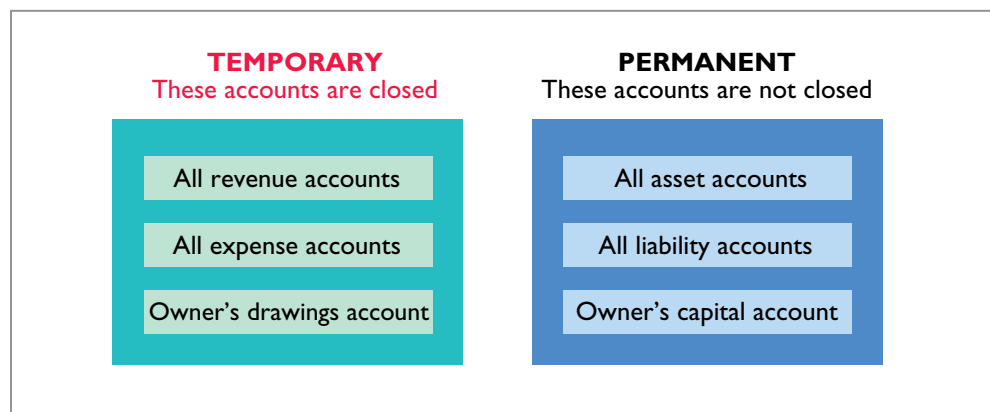 TEMPORARY
These accounts are closed
All revenue accounts
All expense accounts
Owner’s drawings account
PERMANENT
These accounts are not closed
All asset accounts
All liability accounts
Owner’s capital account